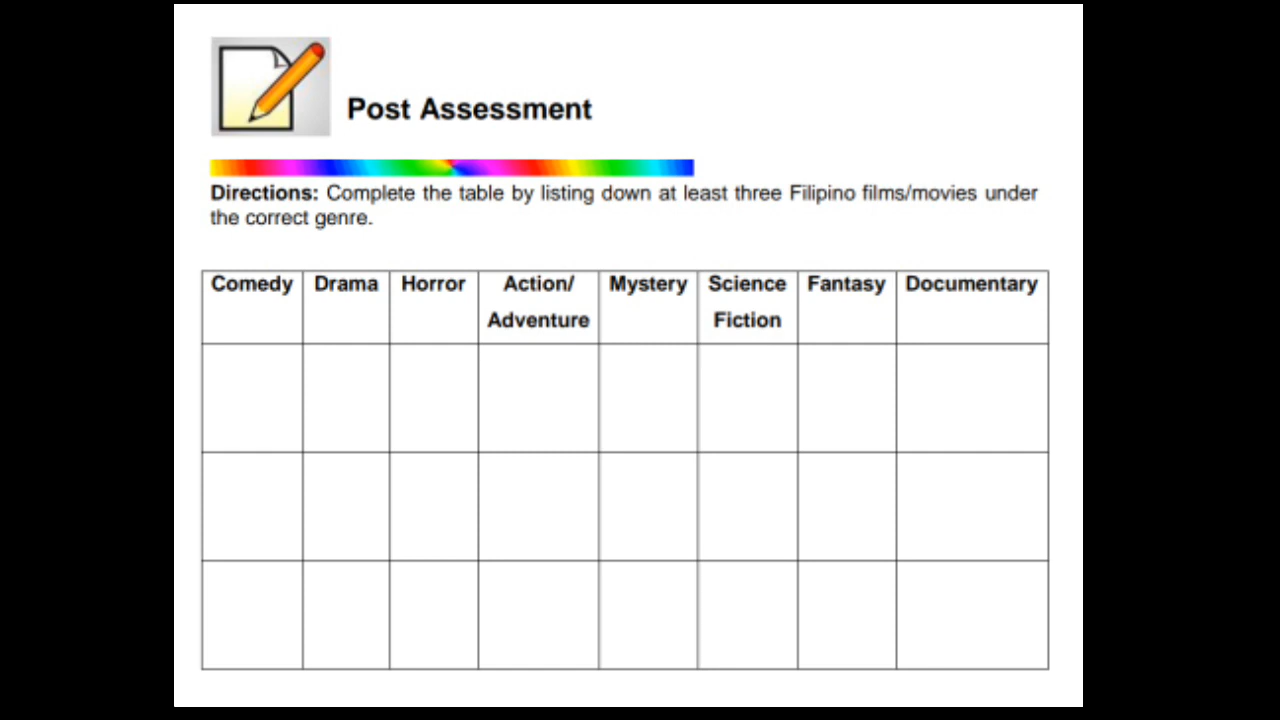 Post Assessment
Directions: Complete the table by listing down at least three Filipino films/movies under
the correct genre.
Comedy Drama Horror Action/ Mystery Science Fantasy Documentary
Adventure Fiction